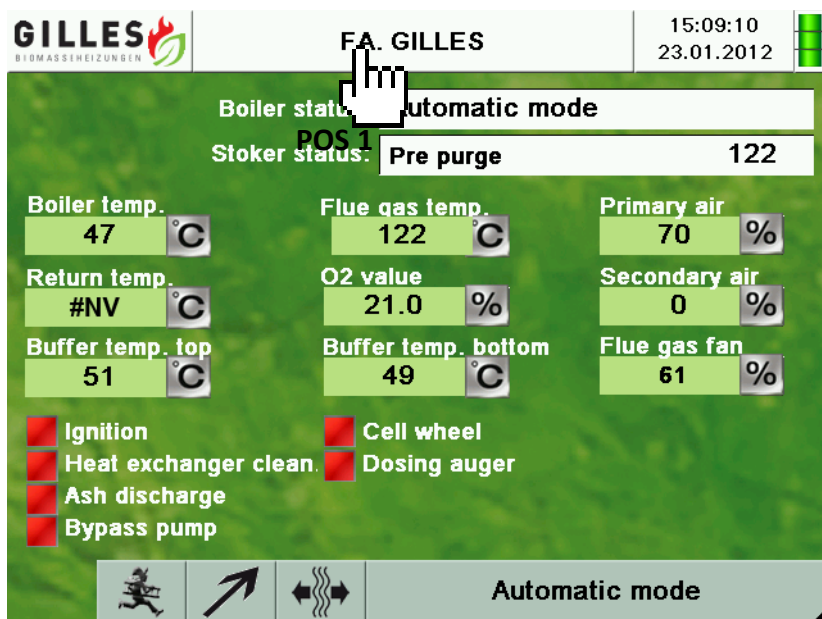 GILLES
BIOMASSEHEIZUNGEN
FA. GILLES
15:09:10
23.01.2012
Boiler status: Automatic mode
POS 1
Stoker status: Pre purge 122
Boiler temp. Flue gas temp. Primary air
47 °C 122 °C 70 %
Return temp. O2 value Secondary air
#NV °C 21.0 % 0 %
Buffer temp. top Buffer temp. bottom Flue gas fan
51 °C 49 °C 61 %
Ignition Cell wheel
Heat exchanger clean. Dosing auger
Ash discharge
Bypass pump
Automatic mode